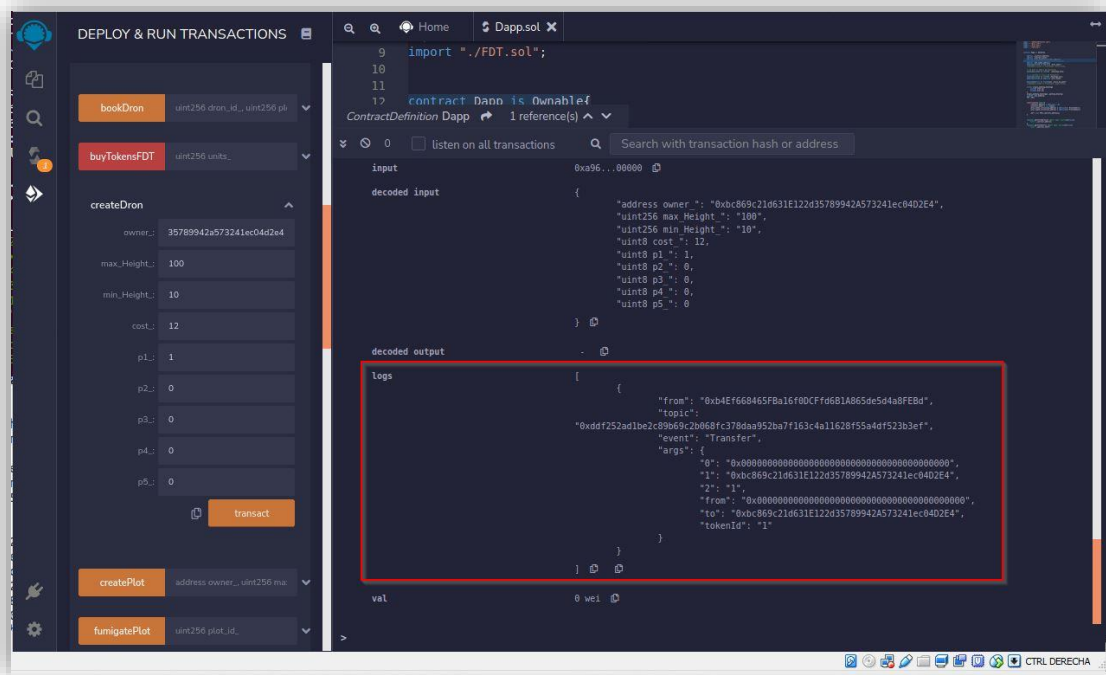 DEPLOY & RUN TRANSACTIONS
bookDron uint256 dron_id_, uint256 plo
buyTokensFDT uint256 units_
createDron
owner_: 35789942a573241ec04d2e4
max_Height_: 100
min_Height_: 10
cost_: 12
p1_: 1
p2_: 0
p3_: 0
p4_: 0
p5_: 0
transact
createPlot address owner_, uint256 ma:
fumigatePlot uint256 plot_id_
1
Home
Dapp.sol
9 import "./FDT.sol";
10
11
12 contract Dapp is Ownable{
ContractDefinition Dapp 1 reference(s)
0 listen on all transactions Search with transaction hash or address
input 0xa96...00000
decoded input {
"address owner_": "0xbc869c21d631E122d35789942A573241ec04D2E4",
"uint256 max_Height_": "100",
"uint256 min_Height_": "10",
"uint8 cost_": 12,
"uint8 p1_": 1,
"uint8 p2_": 0,
"uint8 p3_": 0,
"uint8 p4_": 0,
"uint8 p5_": 0
}
decoded output -
logs [
{
"from": "0xb4Ef668465FBa16f0DCFfd6B1A865de5d4a8FEBd",
"topic":
"0xddf252ad1be2c89b69c2b068fc378daa952ba7f163c4a11628f55a4df523b3ef",
"event": "Transfer",
"args": {
"0": "0x0000000000000000000000000000000000000000",
"1": "0xbc869c21d631E122d35789942A573241ec04D2E4",
"2": "1",
"from": "0x0000000000000000000000000000000000000000",
"to": "0xbc869c21d631E122d35789942A573241ec04D2E4",
"tokenId": "1"
}
}
]
val 0 wei
>
CTRL DERECHA